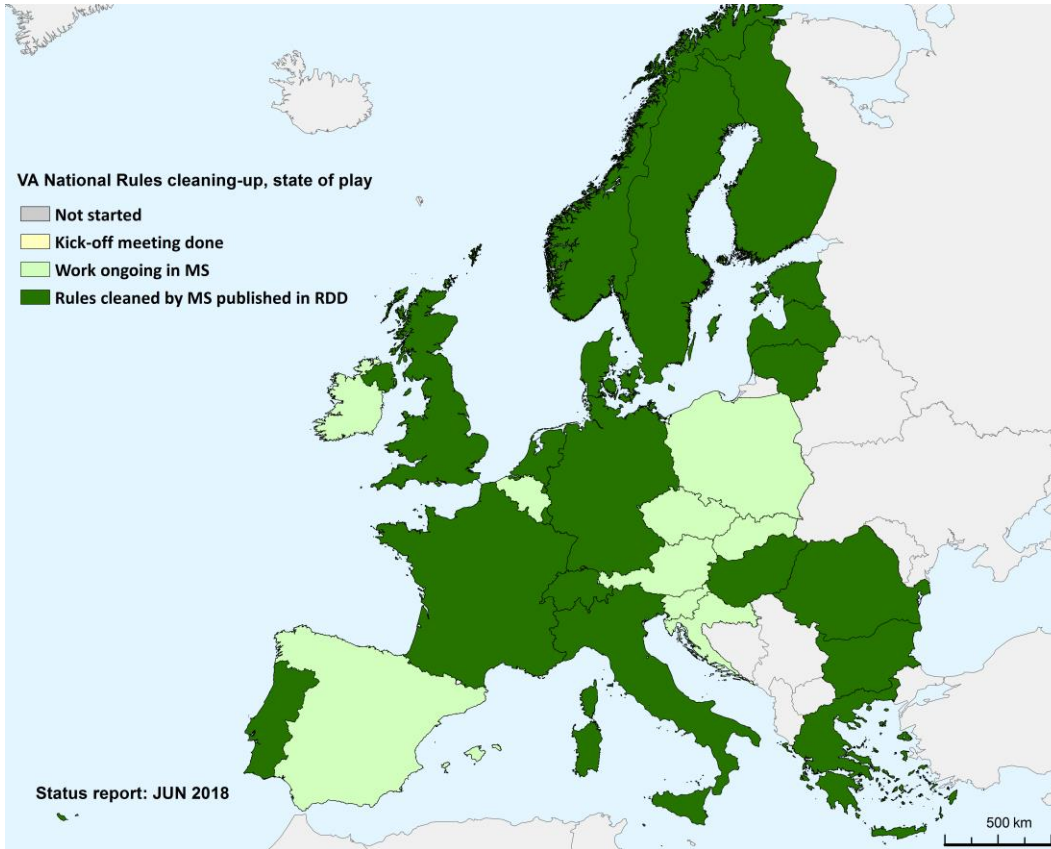 VA National Rules cleaning-up, state of play
Not started
Kick-off meeting done
Work ongoing in MS
Rules cleaned by MS published in RDD
Status report: JUN 2018
500 km